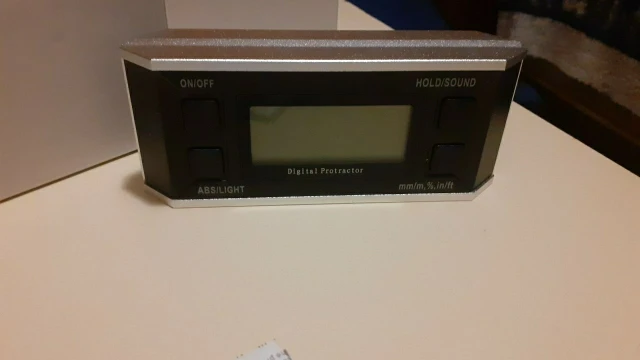 ON/OFF
HOLD/SOUND
Digital Protractor
ABS/LIGHT
mm/m,%,in/ft